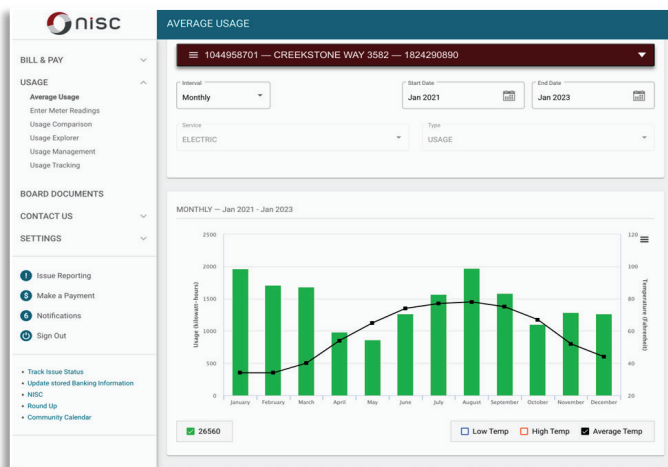 nisc
AVERAGE USAGE
BILL & PAY
USAGE
Average Usage
Enter Meter Readings
Usage Comparison
Usage Explorer
Usage Management
Usage Tracking
BOARD DOCUMENTS
CONTACT US
SETTINGS
! Issue Reporting
$ Make a Payment
6 Notifications
Sign Out
• Track Issue Status
• Update stored Banking Information
• NISC
• Round Up
• Community Calendar
1044958701 — CREEKSTONE WAY 3582 — 1824290890
Interval
Monthly
Start Date
Jan 2021
End Date
Jan 2023
Service
ELECTRIC
Type
USAGE
MONTHLY — Jan 2021 - Jan 2023
Usage (kilowatt-hours)
2500
2000
1500
1000
500
0
120
100
80
60
40
20
Temperature (Fahrenheit)
January February March April May June July August September October November December
26560
Low Temp High Temp Average Temp